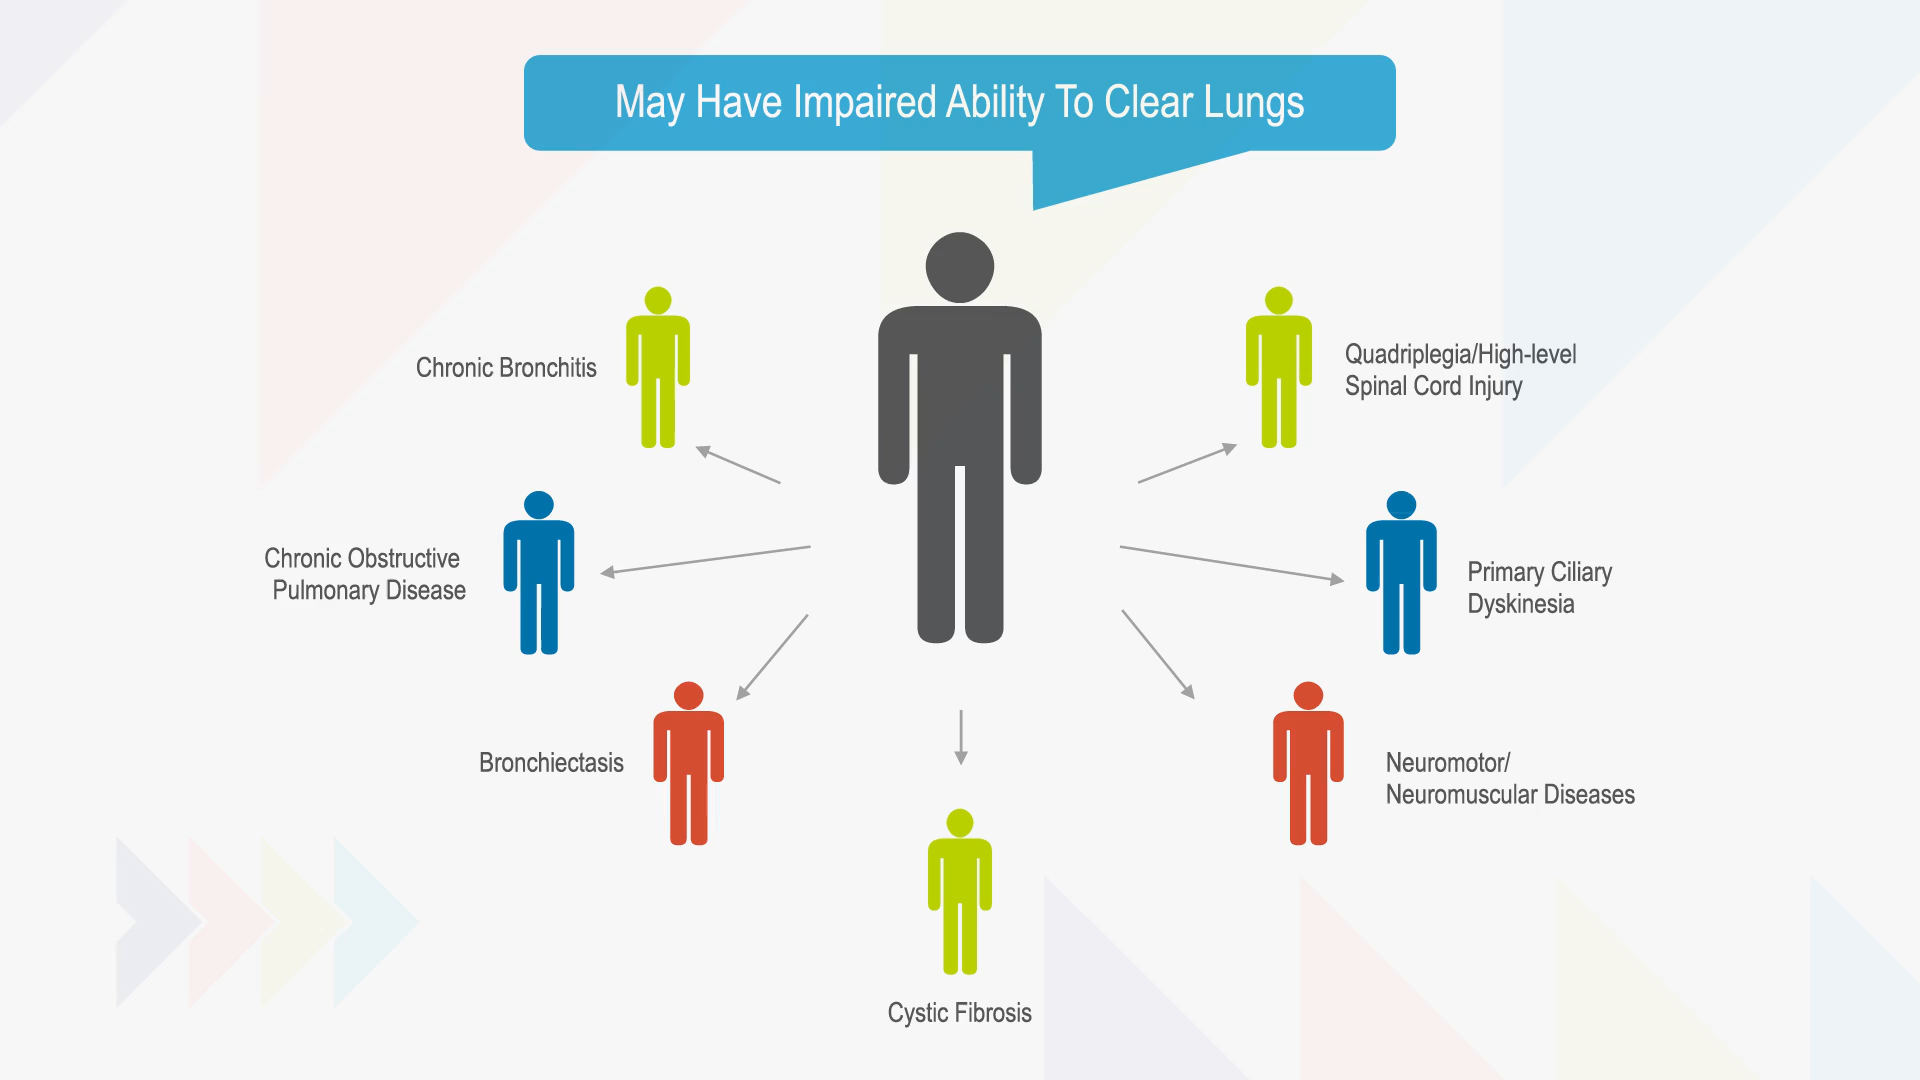 May Have Impaired Ability To Clear Lungs
Chronic Bronchitis
Quadriplegia/High-level
Spinal Cord Injury
Chronic Obstructive
Pulmonary Disease
Primary Ciliary
Dyskinesia
Bronchiectasis
Neuromotor/
Neuromuscular Diseases
Cystic Fibrosis